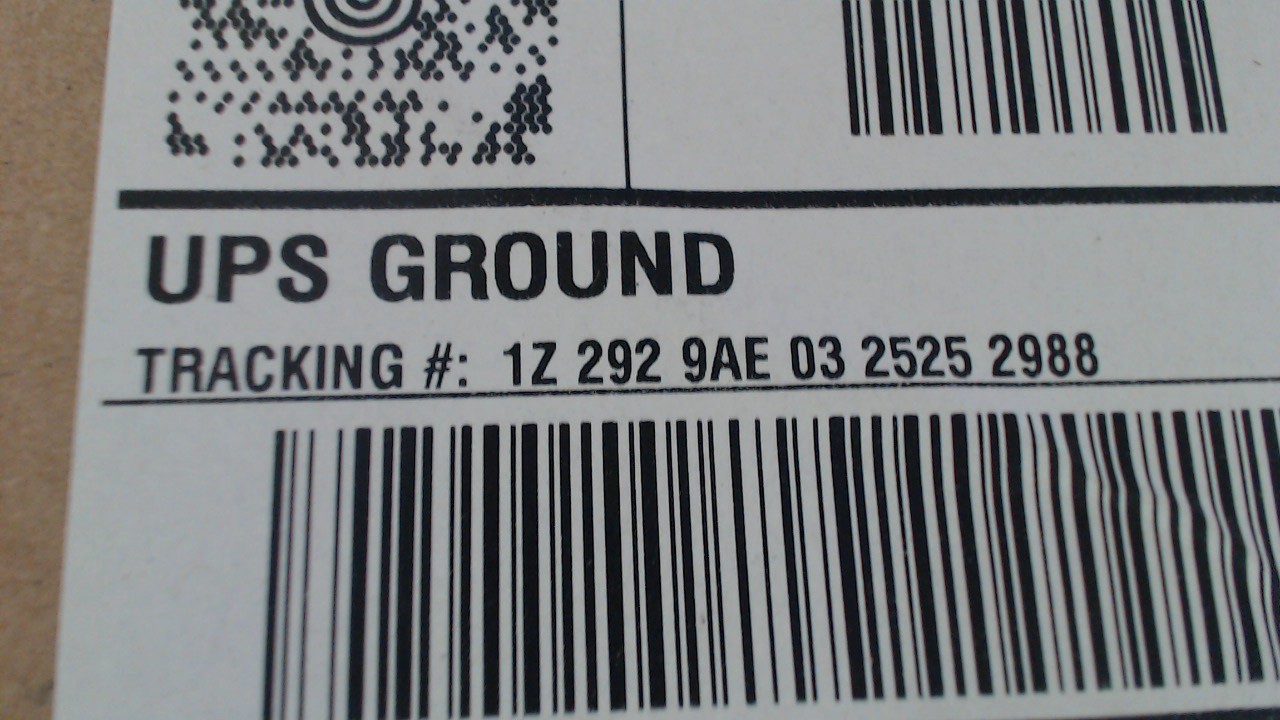 UPS GROUND
TRACKING #: 1Z 292 9AE 03 2525 2988